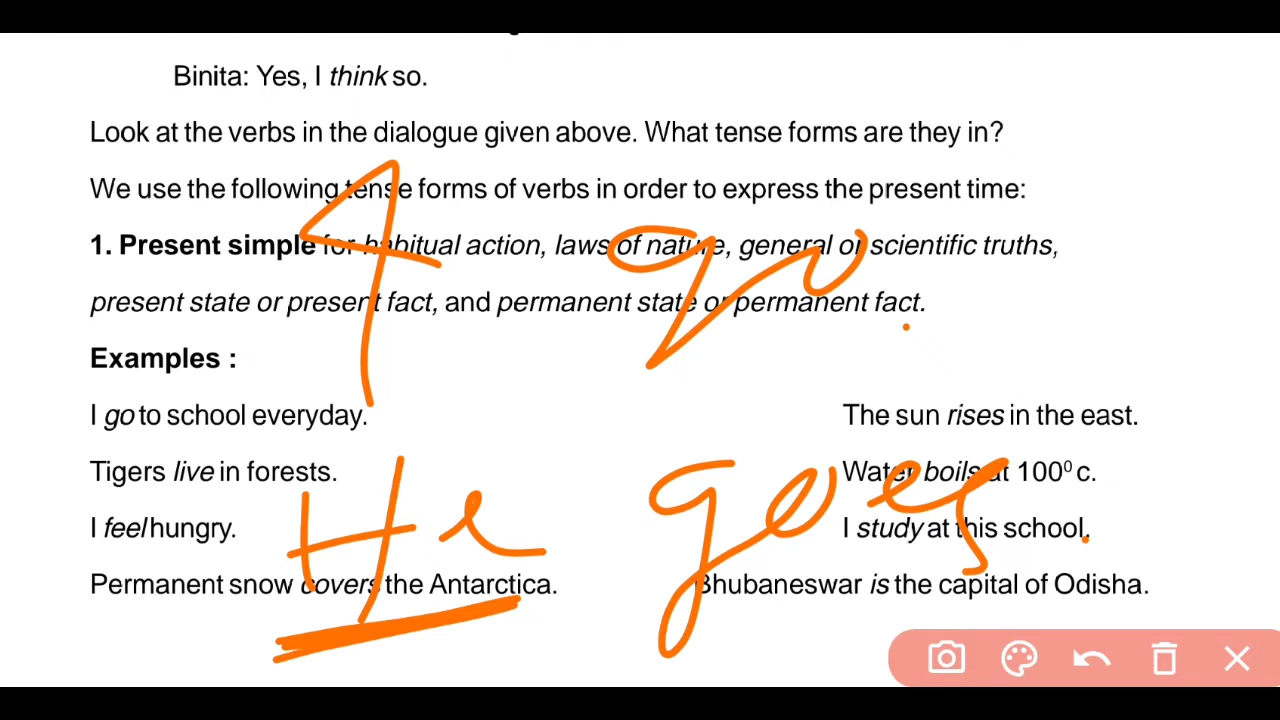 Binita: Yes, I think so.
Look at the verbs in the dialogue given above. What tense forms are they in?
We use the following tense forms of verbs in order to express the present time:
1. Present simple for habitual action, laws of nature, general or scientific truths,
present state or present fact, and permanent state or permanent fact.
I go
Examples :
I go to school everyday. The sun rises in the east.
Tigers live in forests. Water boils at 100⁰ c.
He goes
I feel hungry. I study at this school.
Permanent snow covers the Antarctica. Bhubaneswar is the capital of Odisha.